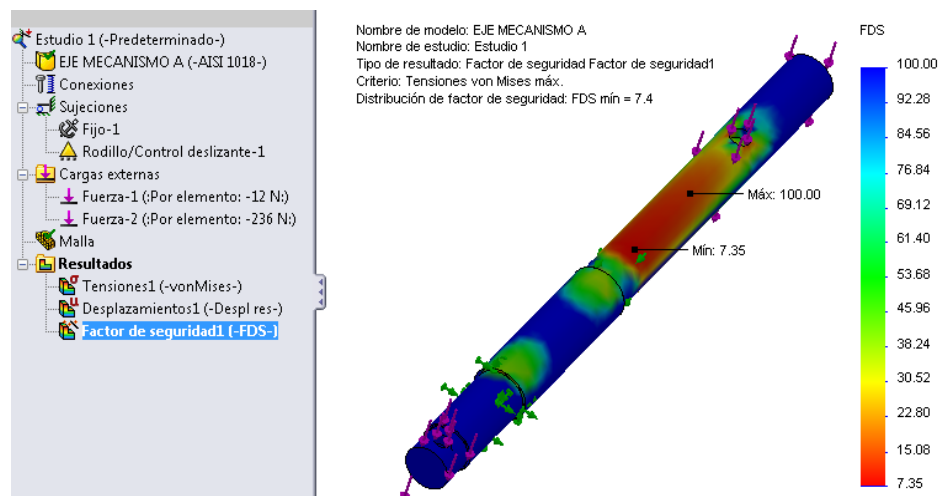 Estudio 1 (-Predeterminado-)
EJE MECANISMO A (-AISI 1018-)
Conexiones
Sujeciones
Fijo-1
Rodillo/Control deslizante-1
Cargas externas
Fuerza-1 (:Por elemento: -12 N:)
Fuerza-2 (:Por elemento: -236 N:)
Malla
Resultados
Tensiones1 (-vonMises-)
Desplazamientos1 (-Despl res-)
Factor de seguridad1 (-FDS-)
Nombre de modelo: EJE MECANISMO A
Nombre de estudio: Estudio 1
Tipo de resultado: Factor de seguridad Factor de seguridad1
Criterio: Tensiones von Mises máx.
Distribución de factor de seguridad: FDS mín = 7.4
Máx: 100.00
Mín: 7.35
FDS
100.00
92.28
84.56
76.84
69.12
61.40
53.68
45.96
38.24
30.52
22.80
15.08
7.35